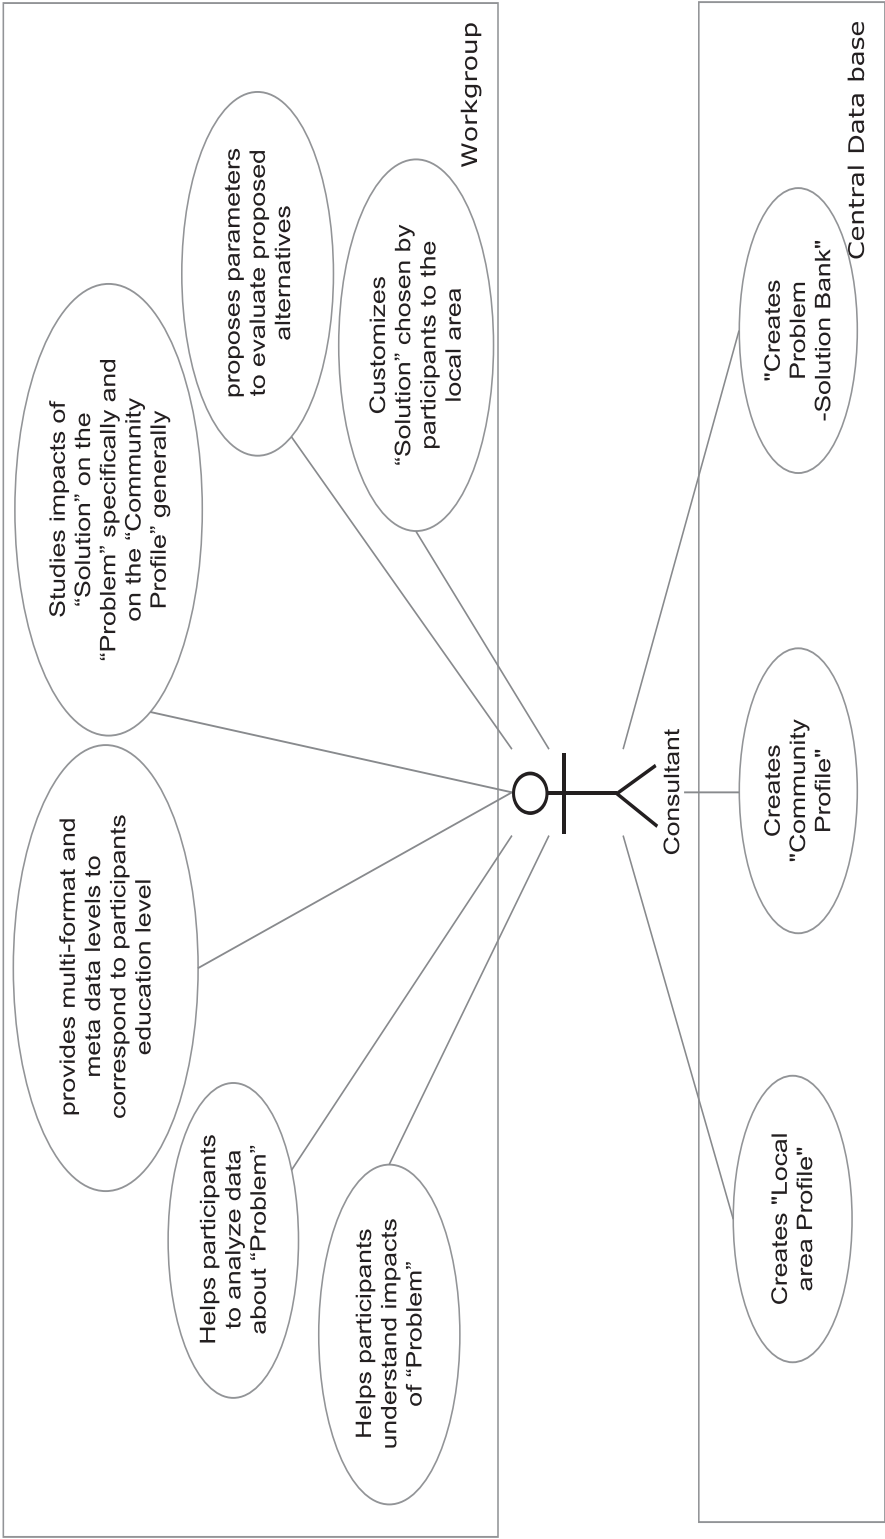 Workgroup
Helps participants
understand impacts
of “Problem”
Helps participants
to analyze data
about “Problem”
provides multi-format and
meta data levels to
correspond to participants
education level
Studies impacts of
“Solution” on the
“Problem” specifically and
on the “Community
Profile” generally
proposes parameters
to evaluate proposed
alternatives
Customizes
“Solution” chosen by
participants to the
local area
Consultant
Creates "Local
area Profile"
Creates
"Community
Profile"
"Creates
Problem
-Solution Bank"
Central Data base